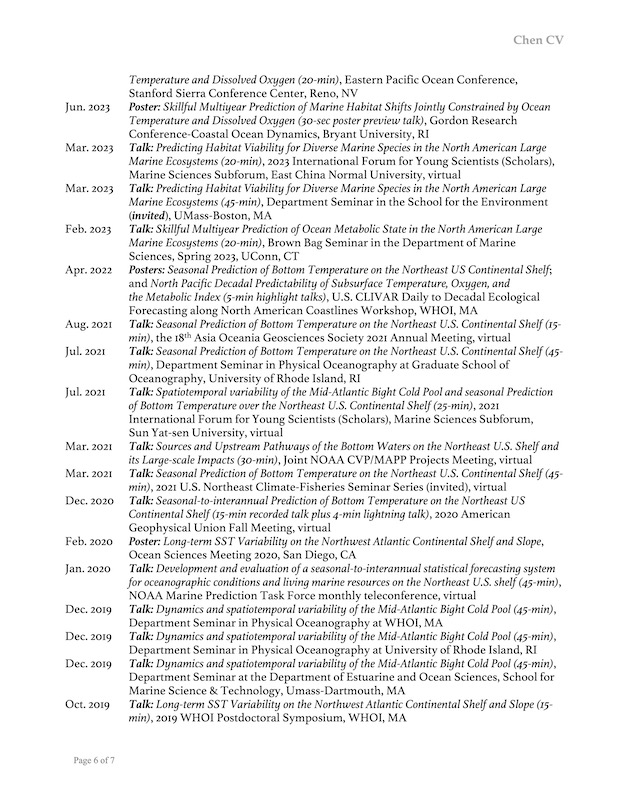 Chen CV
Temperature and Dissolved Oxygen (20-min), Eastern Pacific Ocean Conference,
Stanford Sierra Conference Center, Reno, NV
Jun. 2023 Poster: Skillful Multiyear Prediction of Marine Habitat Shifts Jointly Constrained by Ocean
Temperature and Dissolved Oxygen (30-sec poster preview talk), Gordon Research
Conference-Coastal Ocean Dynamics, Bryant University, RI
Mar. 2023 Talk: Predicting Habitat Viability for Diverse Marine Species in the North American Large
Marine Ecosystems (20-min), 2023 International Forum for Young Scientists (Scholars),
Marine Sciences Subforum, East China Normal University, virtual
Mar. 2023 Talk: Predicting Habitat Viability for Diverse Marine Species in the North American Large
Marine Ecosystems (45-min), Department Seminar in the School for the Environment
(invited), UMass-Boston, MA
Feb. 2023 Talk: Skillful Multiyear Prediction of Ocean Metabolic State in the North American Large
Marine Ecosystems (20-min), Brown Bag Seminar in the Department of Marine
Sciences, Spring 2023, UConn, CT
Apr. 2022 Posters: Seasonal Prediction of Bottom Temperature on the Northeast US Continental Shelf;
and North Pacific Decadal Predictability of Subsurface Temperature, Oxygen, and
the Metabolic Index (5-min highlight talks), U.S. CLIVAR Daily to Decadal Ecological
Forecasting along North American Coastlines Workshop, WHOI, MA
Aug. 2021 Talk: Seasonal Prediction of Bottom Temperature on the Northeast U.S. Continental Shelf (15-
min), the 18th Asia Oceania Geosciences Society 2021 Annual Meeting, virtual
Jul. 2021 Talk: Seasonal Prediction of Bottom Temperature on the Northeast U.S. Continental Shelf (45-
min), Department Seminar in Physical Oceanography at Graduate School of
Oceanography, University of Rhode Island, RI
Jul. 2021 Talk: Spatiotemporal variability of the Mid-Atlantic Bight Cold Pool and seasonal Prediction
of Bottom Temperature over the Northeast U.S. Continental Shelf (25-min), 2021
International Forum for Young Scientists (Scholars), Marine Sciences Subforum,
Sun Yat-sen University, virtual
Mar. 2021 Talk: Sources and Upstream Pathways of the Bottom Waters on the Northeast U.S. Shelf and
its Large-scale Impacts (30-min), Joint NOAA CVP/MAPP Projects Meeting, virtual
Mar. 2021 Talk: Seasonal Prediction of Bottom Temperature on the Northeast U.S. Continental Shelf (45-
min), 2021 U.S. Northeast Climate-Fisheries Seminar Series (invited), virtual
Dec. 2020 Talk: Seasonal-to-interannual Prediction of Bottom Temperature on the Northeast US
Continental Shelf (15-min recorded talk plus 4-min lightning talk), 2020 American
Geophysical Union Fall Meeting, virtual
Feb. 2020 Poster: Long-term SST Variability on the Northwest Atlantic Continental Shelf and Slope,
Ocean Sciences Meeting 2020, San Diego, CA
Jan. 2020 Talk: Development and evaluation of a seasonal-to-interannual statistical forecasting system
for oceanographic conditions and living marine resources on the Northeast U.S. shelf (45-min),
NOAA Marine Prediction Task Force monthly teleconference, virtual
Dec. 2019 Talk: Dynamics and spatiotemporal variability of the Mid-Atlantic Bight Cold Pool (45-min),
Department Seminar in Physical Oceanography at WHOI, MA
Dec. 2019 Talk: Dynamics and spatiotemporal variability of the Mid-Atlantic Bight Cold Pool (45-min),
Department Seminar in Physical Oceanography at University of Rhode Island, RI
Dec. 2019 Talk: Dynamics and spatiotemporal variability of the Mid-Atlantic Bight Cold Pool (45-min),
Department Seminar at the Department of Estuarine and Ocean Sciences, School for
Marine Science & Technology, Umass-Dartmouth, MA
Oct. 2019 Talk: Long-term SST Variability on the Northwest Atlantic Continental Shelf and Slope (15-
min), 2019 WHOI Postdoctoral Symposium, WHOI, MA
Page 6 of 7